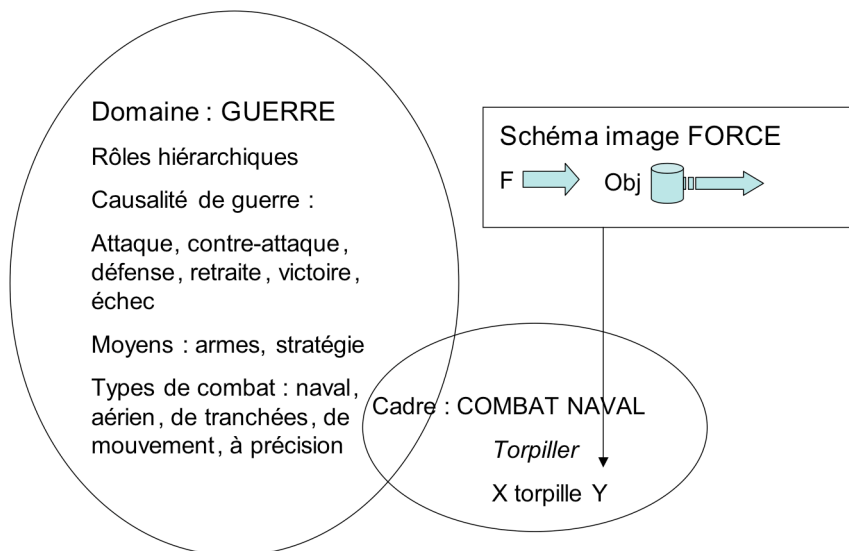 Domaine : GUERRE
Rôles hiérarchiques
Causalité de guerre :
Attaque, contre-attaque,
défense, retraite, victoire,
échec
Moyens : armes, stratégie
Types de combat : naval,
aérien, de tranchées, de
mouvement, à précision
Schéma image FORCE
F Obj
Cadre : COMBAT NAVAL
Torpiller
X torpille Y